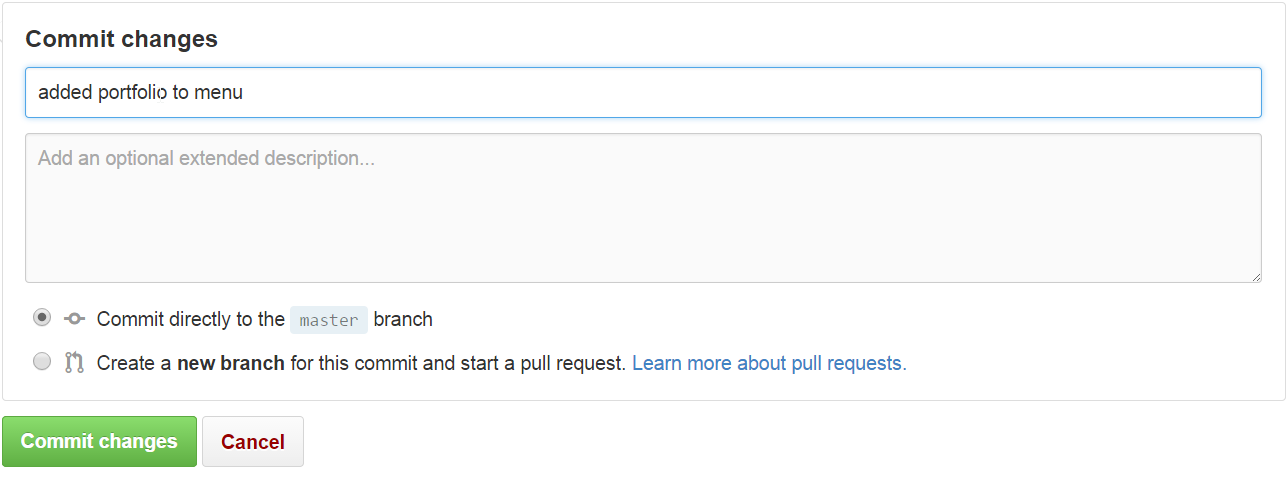 Commit changes
added portfolio to menu
Add an optional extended description...
Commit directly to the master branch
Create a new branch for this commit and start a pull request. Learn more about pull requests.
Commit changes Cancel